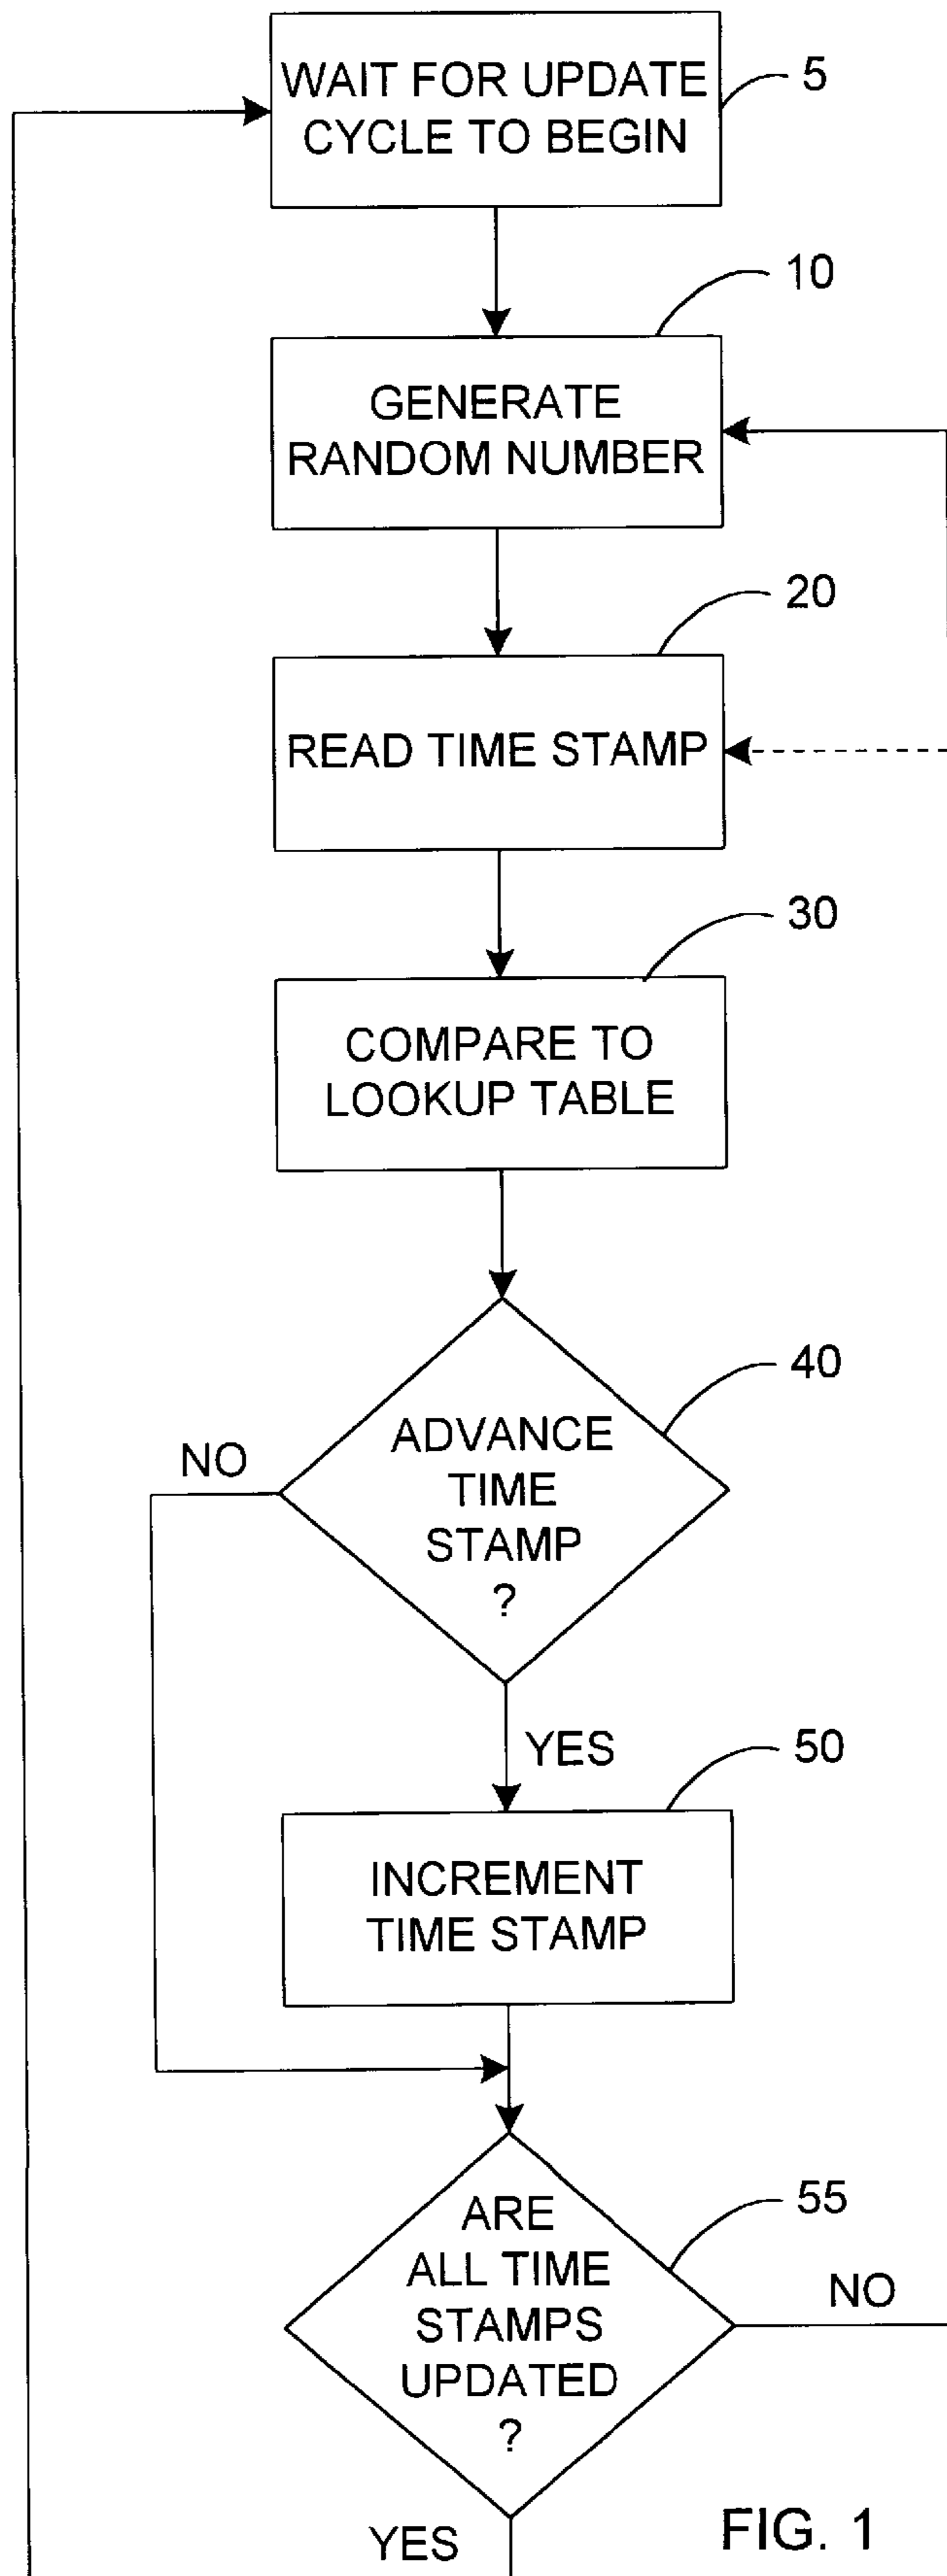 WAIT FOR UPDATE
CYCLE TO BEGIN
5
10
GENERATE
RANDOM NUMBER
20
READ TIME STAMP
30
COMPARE TO
LOOKUP TABLE
40
ADVANCE
TIME
STAMP
?
NO
YES
50
INCREMENT
TIME STAMP
55
ARE
ALL TIME
STAMPS
UPDATED
?
NO
YES
FIG. 1